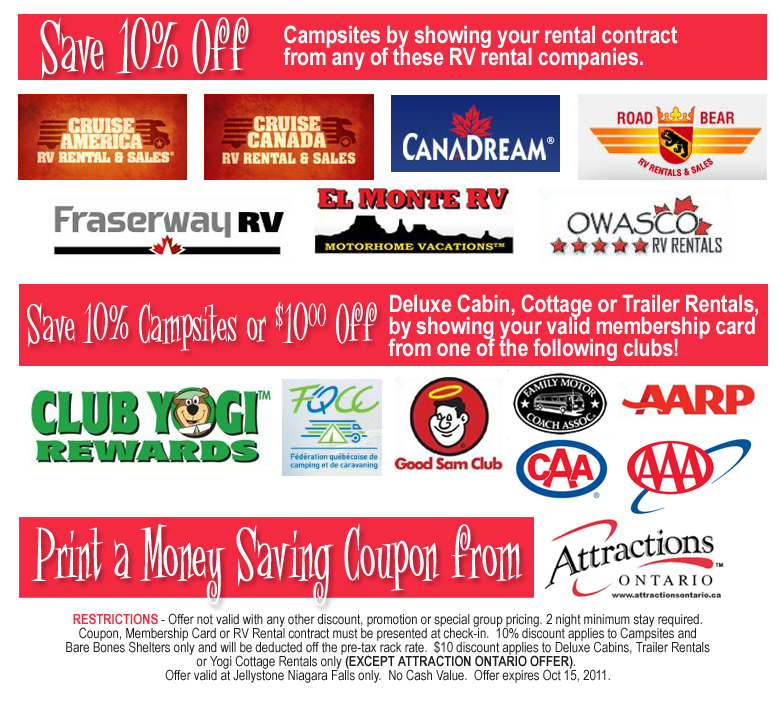 Save 10% Off
Campsites by showing your rental contract
from any of these RV rental companies.
CRUISE
AMERICA
RV RENTAL & SALES®
CRUISE
CANADA
RV RENTAL & SALES
CANADREAM®
ROAD BEAR
RV RENTALS & SALES
Fraserway RV
EL MONTE RV
MOTORHOME VACATIONS™
OWASCO
RV RENTALS
Save 10% Campsites or $10⁰⁰ Off
Deluxe Cabin, Cottage or Trailer Rentals,
by showing your valid membership card
from one of the following clubs!
CLUB YOGI™
REWARDS
FQCC
Fédération québécoise de
camping et de caravaning
Good Sam Club
FAMILY MOTOR
COACH ASSOC.
AARP
CAA®
AAA
Print a Money Saving Coupon from
Attractions™
ONTARIO
www.attractionsontario.ca
RESTRICTIONS - Offer not valid with any other discount, promotion or special group pricing. 2 night minimum stay required.
Coupon, Membership Card or RV Rental contract must be presented at check-in. 10% discount applies to Campsites and
Bare Bones Shelters only and will be deducted off the pre-tax rack rate. $10 discount applies to Deluxe Cabins, Trailer Rentals
or Yogi Cottage Rentals only (EXCEPT ATTRACTION ONTARIO OFFER).
Offer valid at Jellystone Niagara Falls only. No Cash Value. Offer expires Oct 15, 2011.